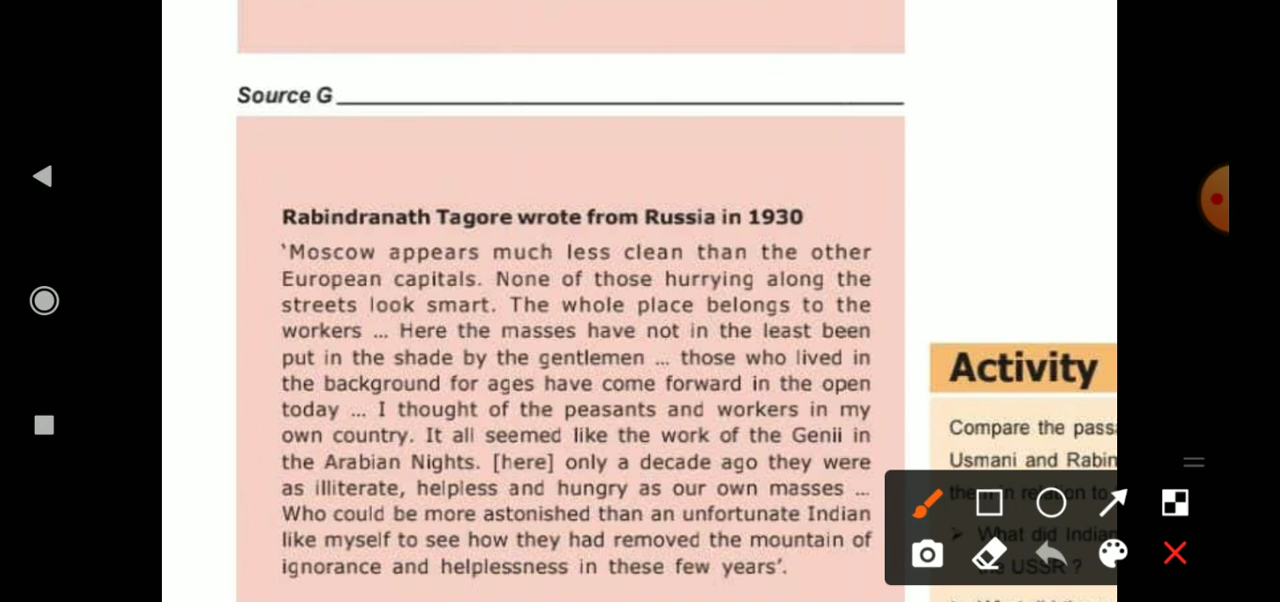 Source G
Rabindranath Tagore wrote from Russia in 1930
‘Moscow appears much less clean than the other
European capitals. None of those hurrying along the
streets look smart. The whole place belongs to the
workers ... Here the masses have not in the least been
put in the shade by the gentlemen ... those who lived in
the background for ages have come forward in the open
today ... I thought of the peasants and workers in my
own country. It all seemed like the work of the Genii in
the Arabian Nights. [here] only a decade ago they were
as illiterate, helpless and hungry as our own masses ...
Who could be more astonished than an unfortunate Indian
like myself to see how they had removed the mountain of
ignorance and helplessness in these few years’.
Activity
Compare the pass
Usmani and Rabin
them in relation to
➢ What did Indian
the USSR ?